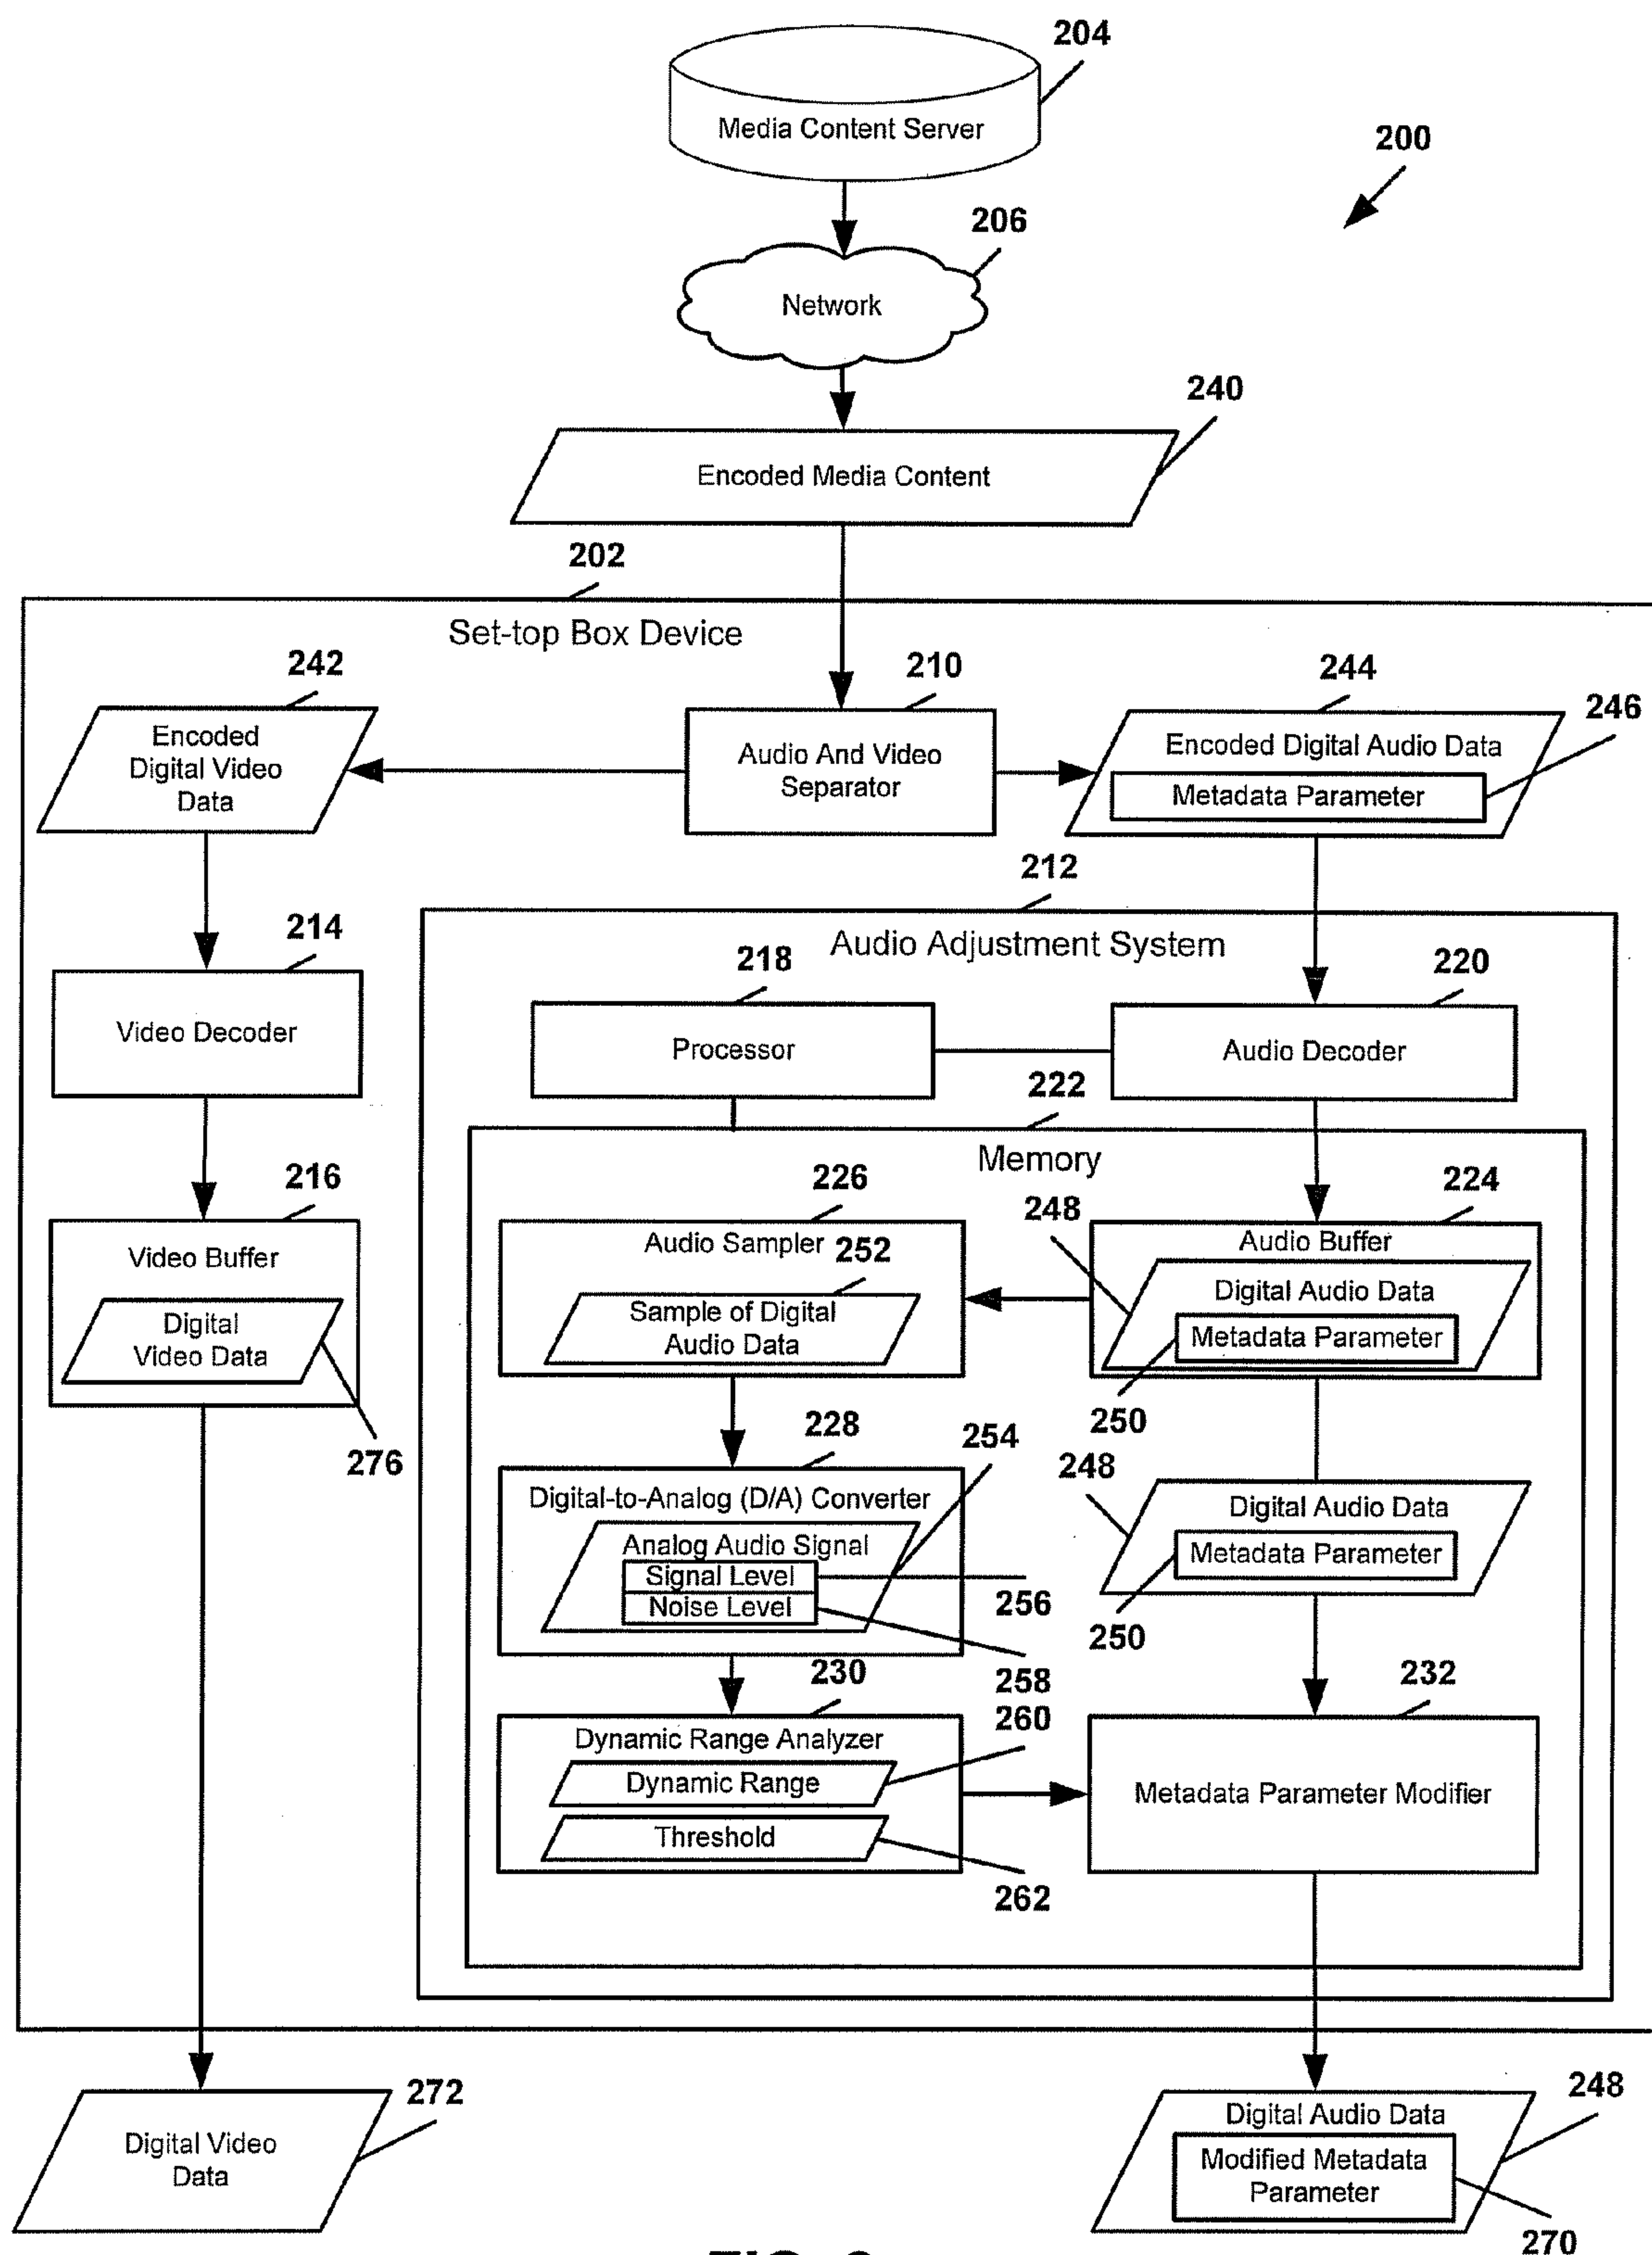 204
Media Content Server
200
206
Network
240
Encoded Media Content
202
Set-top Box Device
242
210
244
246
Encoded
Digital Video
Data
Audio And Video
Separator
Encoded Digital Audio Data
Metadata Parameter
212
Audio Adjustment System
214
218
220
Video Decoder
Processor
Audio Decoder
222
Memory
216
226
248
224
Video Buffer
Digital
Video Data
276
Audio Sampler
252
Sample of Digital
Audio Data
Audio Buffer
Digital Audio Data
Metadata Parameter
250
228
254
Digital-to-Analog (D/A) Converter
Analog Audio Signal
Signal Level
Noise Level
256
258
248
Digital Audio Data
Metadata Parameter
250
230
260
232
Dynamic Range Analyzer
Dynamic Range
Threshold
262
Metadata Parameter Modifier
272
Digital Video
Data
248
Digital Audio Data
Modified Metadata
Parameter
270